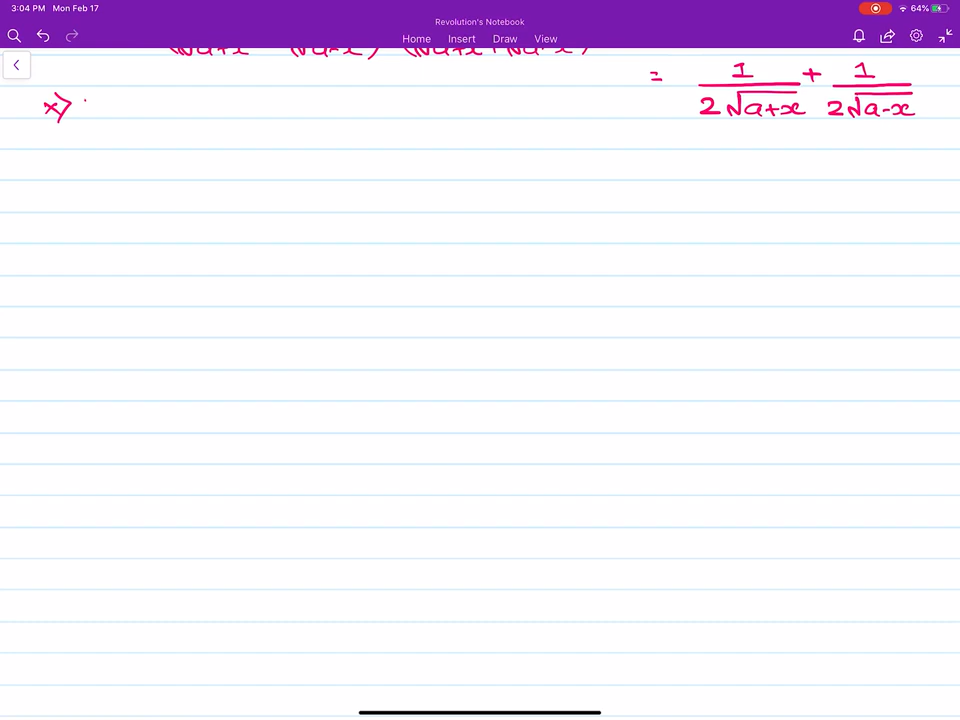 3:04 PM Mon Feb 17
64%
Revolution's Notebook
Home Insert Draw View
= 1/(2√(a+x)) + 1/(2√(a-x))
x>